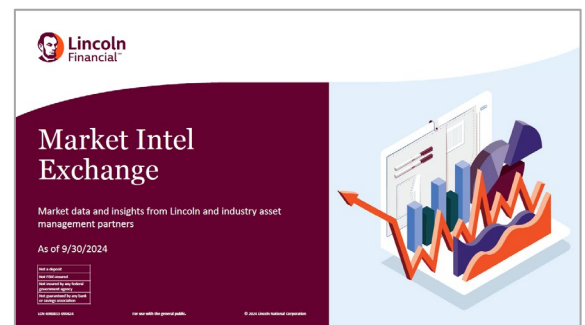 Lincoln
Financial™
Market Intel
Exchange
Market data and insights from Lincoln and industry asset
management partners
As of 9/30/2024
Not a deposit
Not FDIC-insured
Not insured by any federal
government agency
Not guaranteed by any bank
or savings association
For use with the general public.
© 2024 Lincoln National Corporation